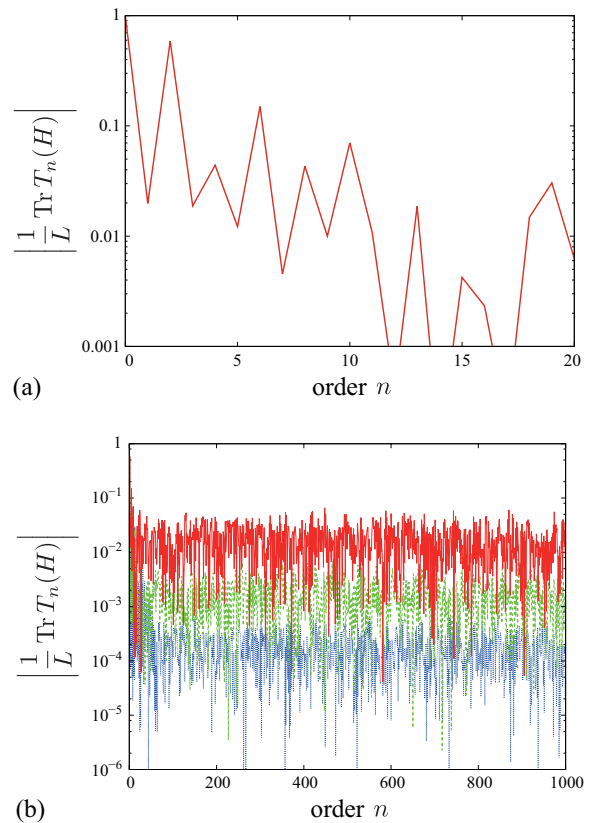 1
0.1
0.01
0.001
0 5 10 15 20
| 1/L Tr T_n(H) |
order n
(a)
1
10^-1
10^-2
10^-3
10^-4
10^-5
10^-6
0 200 400 600 800 1000
| 1/L Tr T_n(H) |
order n
(b)